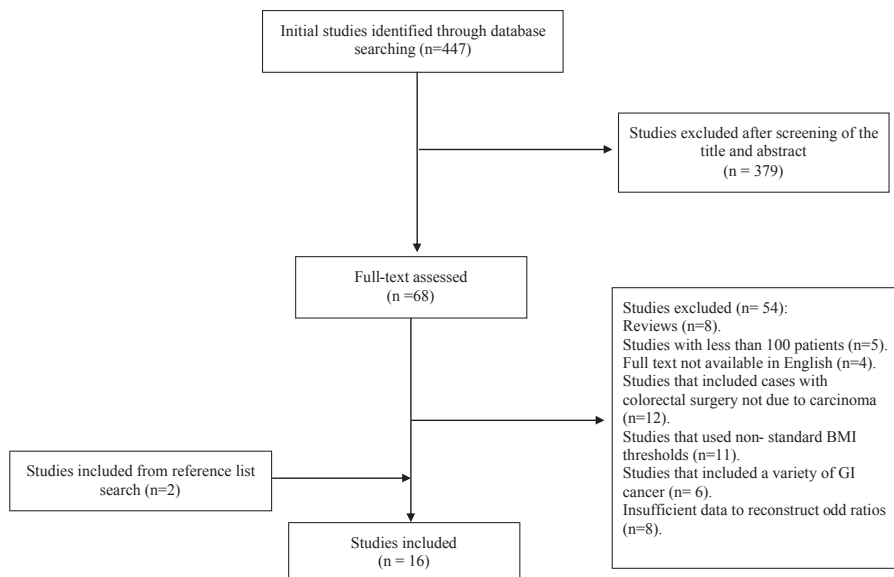 Initial studies identified through database
searching (n=447)
Studies excluded after screening of the
title and abstract
(n = 379)
Full-text assessed
(n =68)
Studies excluded (n= 54):
Reviews (n=8).
Studies with less than 100 patients (n=5).
Full text not available in English (n=4).
Studies that included cases with
colorectal surgery not due to carcinoma
(n=12).
Studies that used non- standard BMI
thresholds (n=11).
Studies that included a variety of GI
cancer (n= 6).
Insufficient data to reconstruct odd ratios
(n=8).
Studies included from reference list
search (n=2)
Studies included
(n = 16)